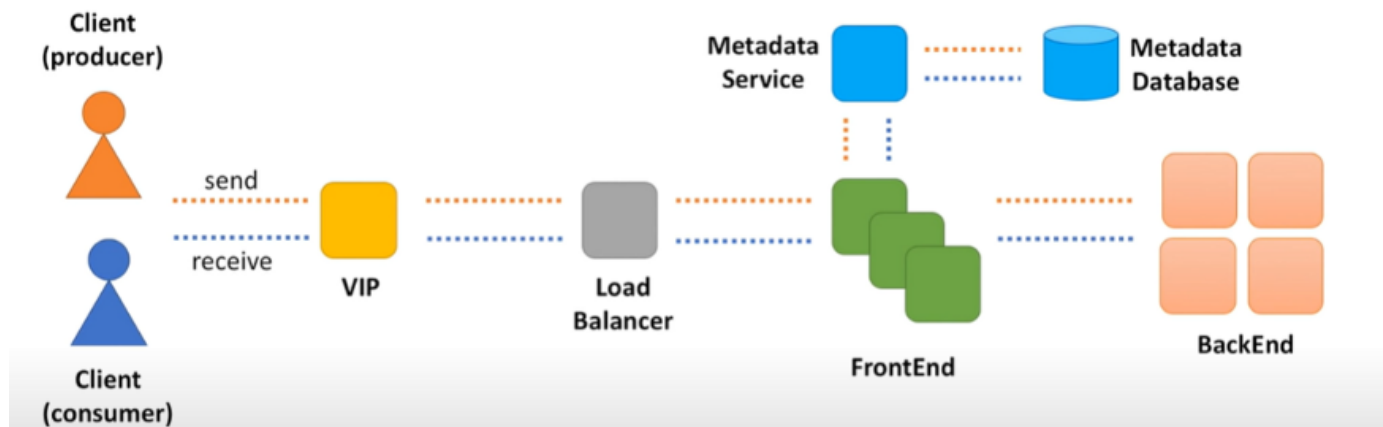 Client
(producer)
Metadata
Service
Metadata
Database
send
receive
VIP
Load
Balancer
FrontEnd
BackEnd
Client
(consumer)